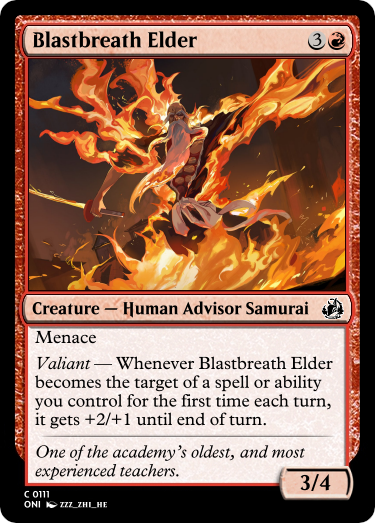 Blastbreath Elder 3
Creature — Human Advisor Samurai
Menace
Valiant — Whenever Blastbreath Elder
becomes the target of a spell or ability
you control for the first time each turn,
it gets +2/+1 until end of turn.
One of the academy's oldest, and most
experienced teachers.
3/4
C 0111
ONI ZZZ_ZHI_HE